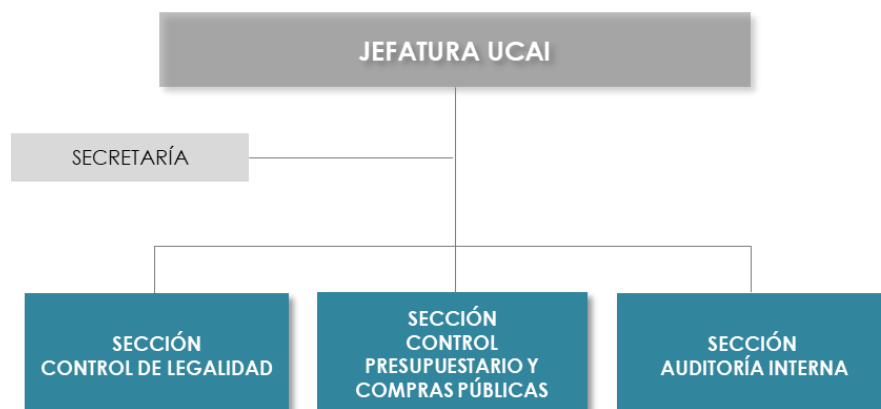 JEFATURA UCAI
SECRETARÍA
SECCIÓN
CONTROL DE LEGALIDAD
SECCIÓN
CONTROL
PRESUPUESTARIO Y
COMPRAS PÚBLICAS
SECCIÓN
AUDITORÍA INTERNA